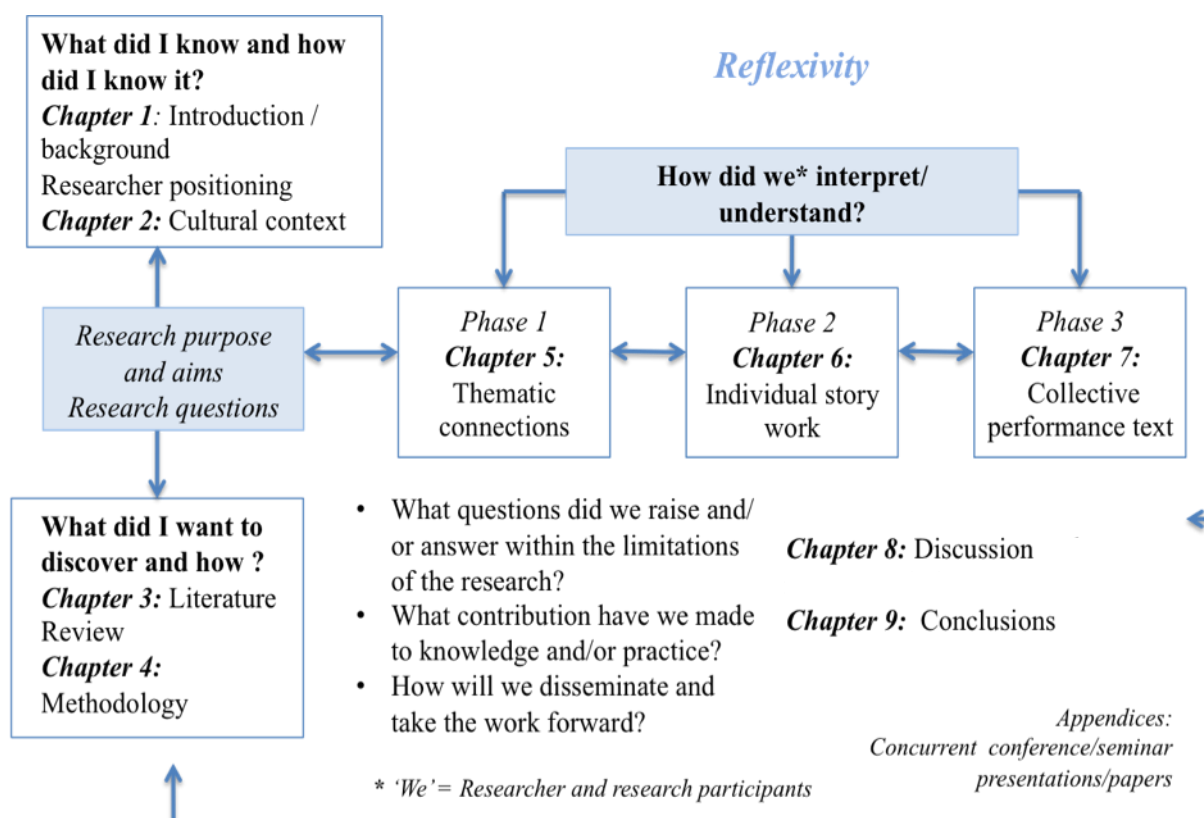 What did I know and how
did I know it?
Chapter 1: Introduction /
background
Researcher positioning
Chapter 2: Cultural context
Reflexivity
How did we* interpret/
understand?
Research purpose
and aims
Research questions
Phase 1
Chapter 5:
Thematic
connections
Phase 2
Chapter 6:
Individual story
work
Phase 3
Chapter 7:
Collective
performance text
What did I want to
discover and how ?
Chapter 3: Literature
Review
Chapter 4:
Methodology
• What questions did we raise and/
or answer within the limitations
of the research?
• What contribution have we made
to knowledge and/or practice?
• How will we disseminate and
take the work forward?
Chapter 8: Discussion
Chapter 9: Conclusions
Appendices:
Concurrent conference/seminar
presentations/papers
* ‘We’= Researcher and research participants